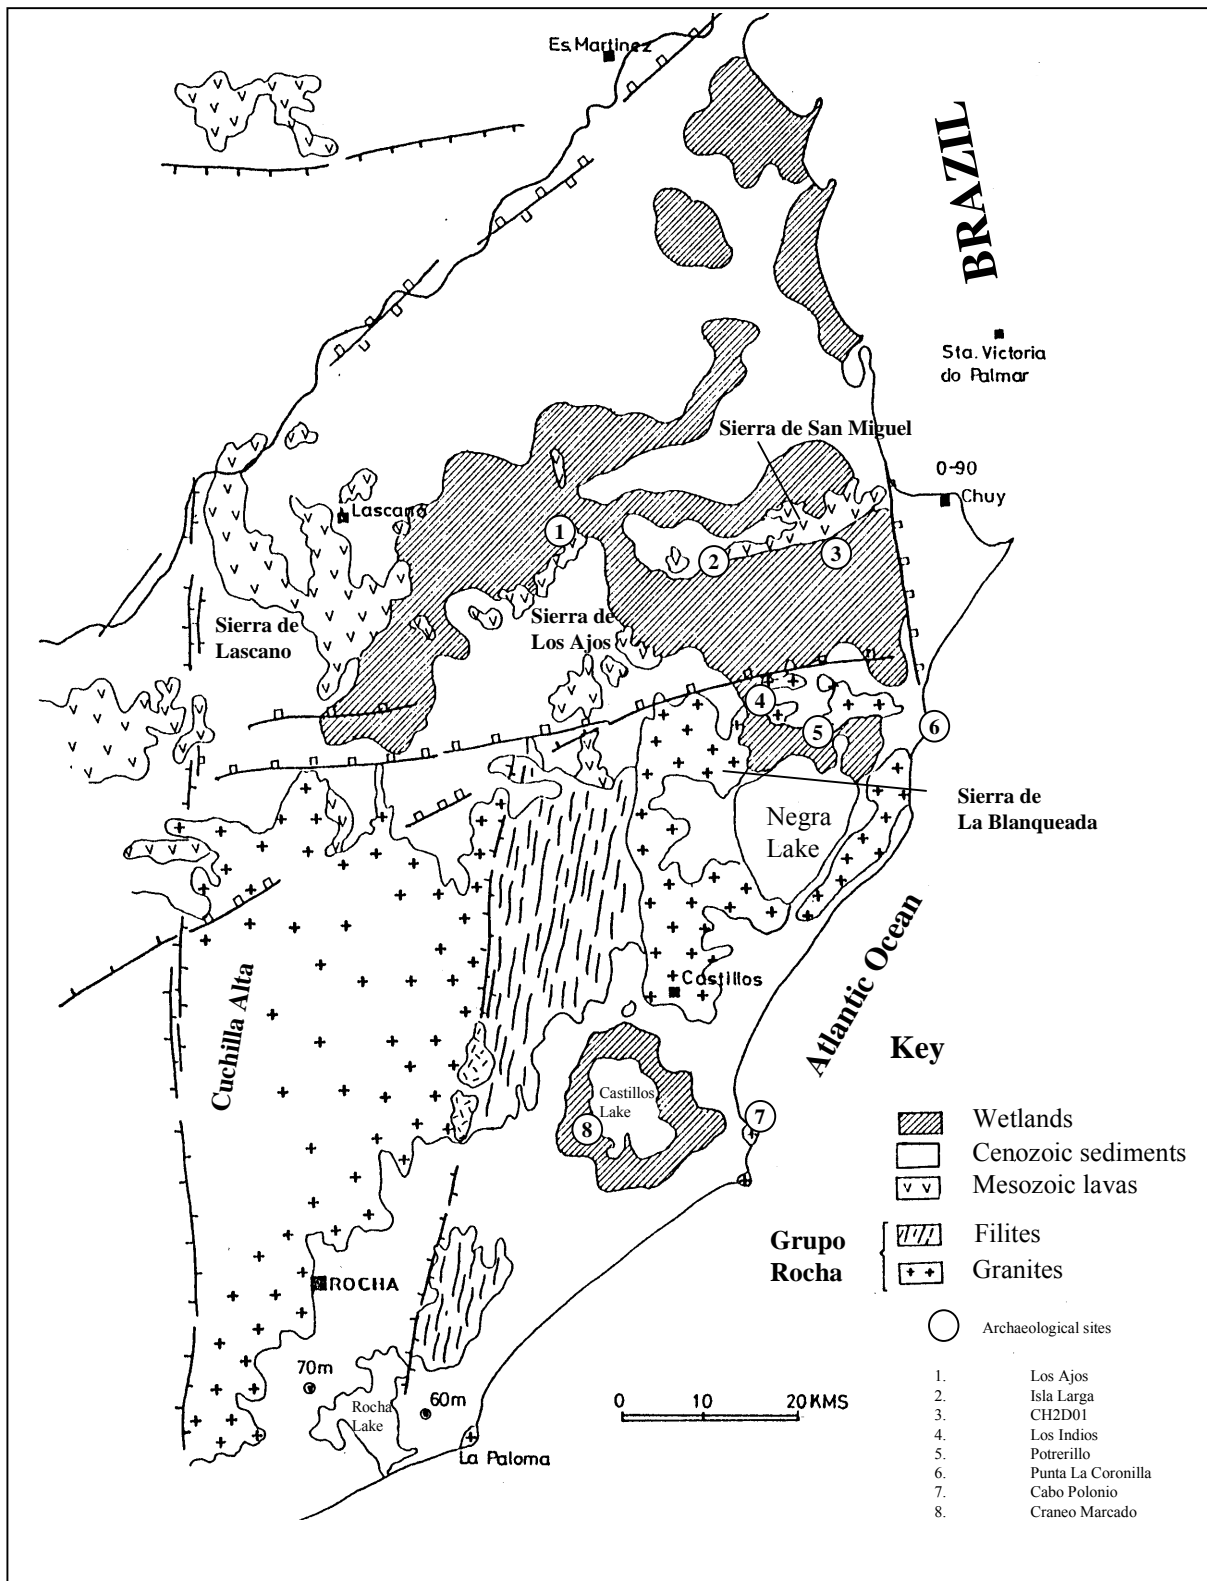 Es. Martinez
BRAZIL
Sta. Victoria
do Palmar
Sierra de San Miguel
0-90
Chuy
Lascano
1
2
3
Sierra de
Lascano
Sierra de
Los Ajos
4
5
6
Sierra de
La Blanqueada
Negra
Lake
Cuchilla Alta
Castillos
Atlantic Ocean
Castillos
Lake
7
8
ROCHA
70m
60m
Rocha
Lake
La Paloma
0 10 20 KMS
Key
Wetlands
Cenozoic sediments
Mesozoic lavas
Grupo
Rocha
Filites
Granites
Archaeological sites
1. Los Ajos
2. Isla Larga
3. CH2D01
4. Los Indios
5. Potrerillo
6. Punta La Coronilla
7. Cabo Polonio
8. Craneo Marcado